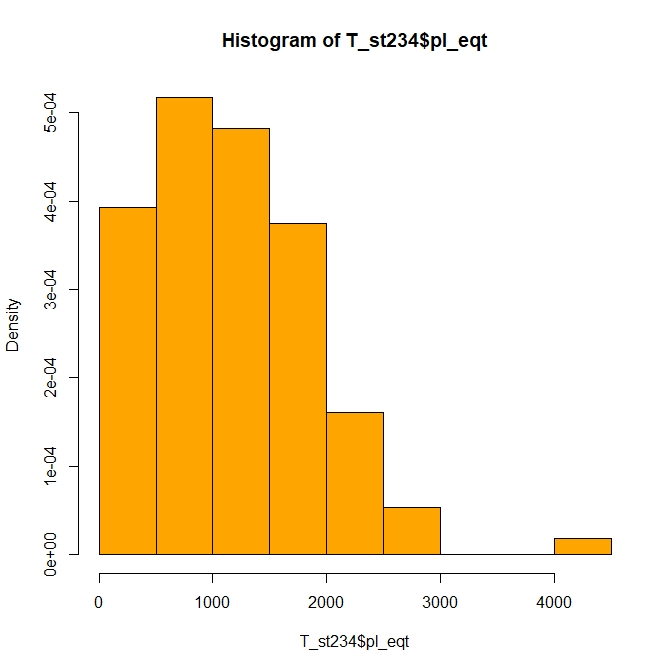 Histogram of T_st234$pl_eqt
5e-04
4e-04
3e-04
2e-04
1e-04
0e+00
Density
0 1000 2000 3000 4000
T_st234$pl_eqt